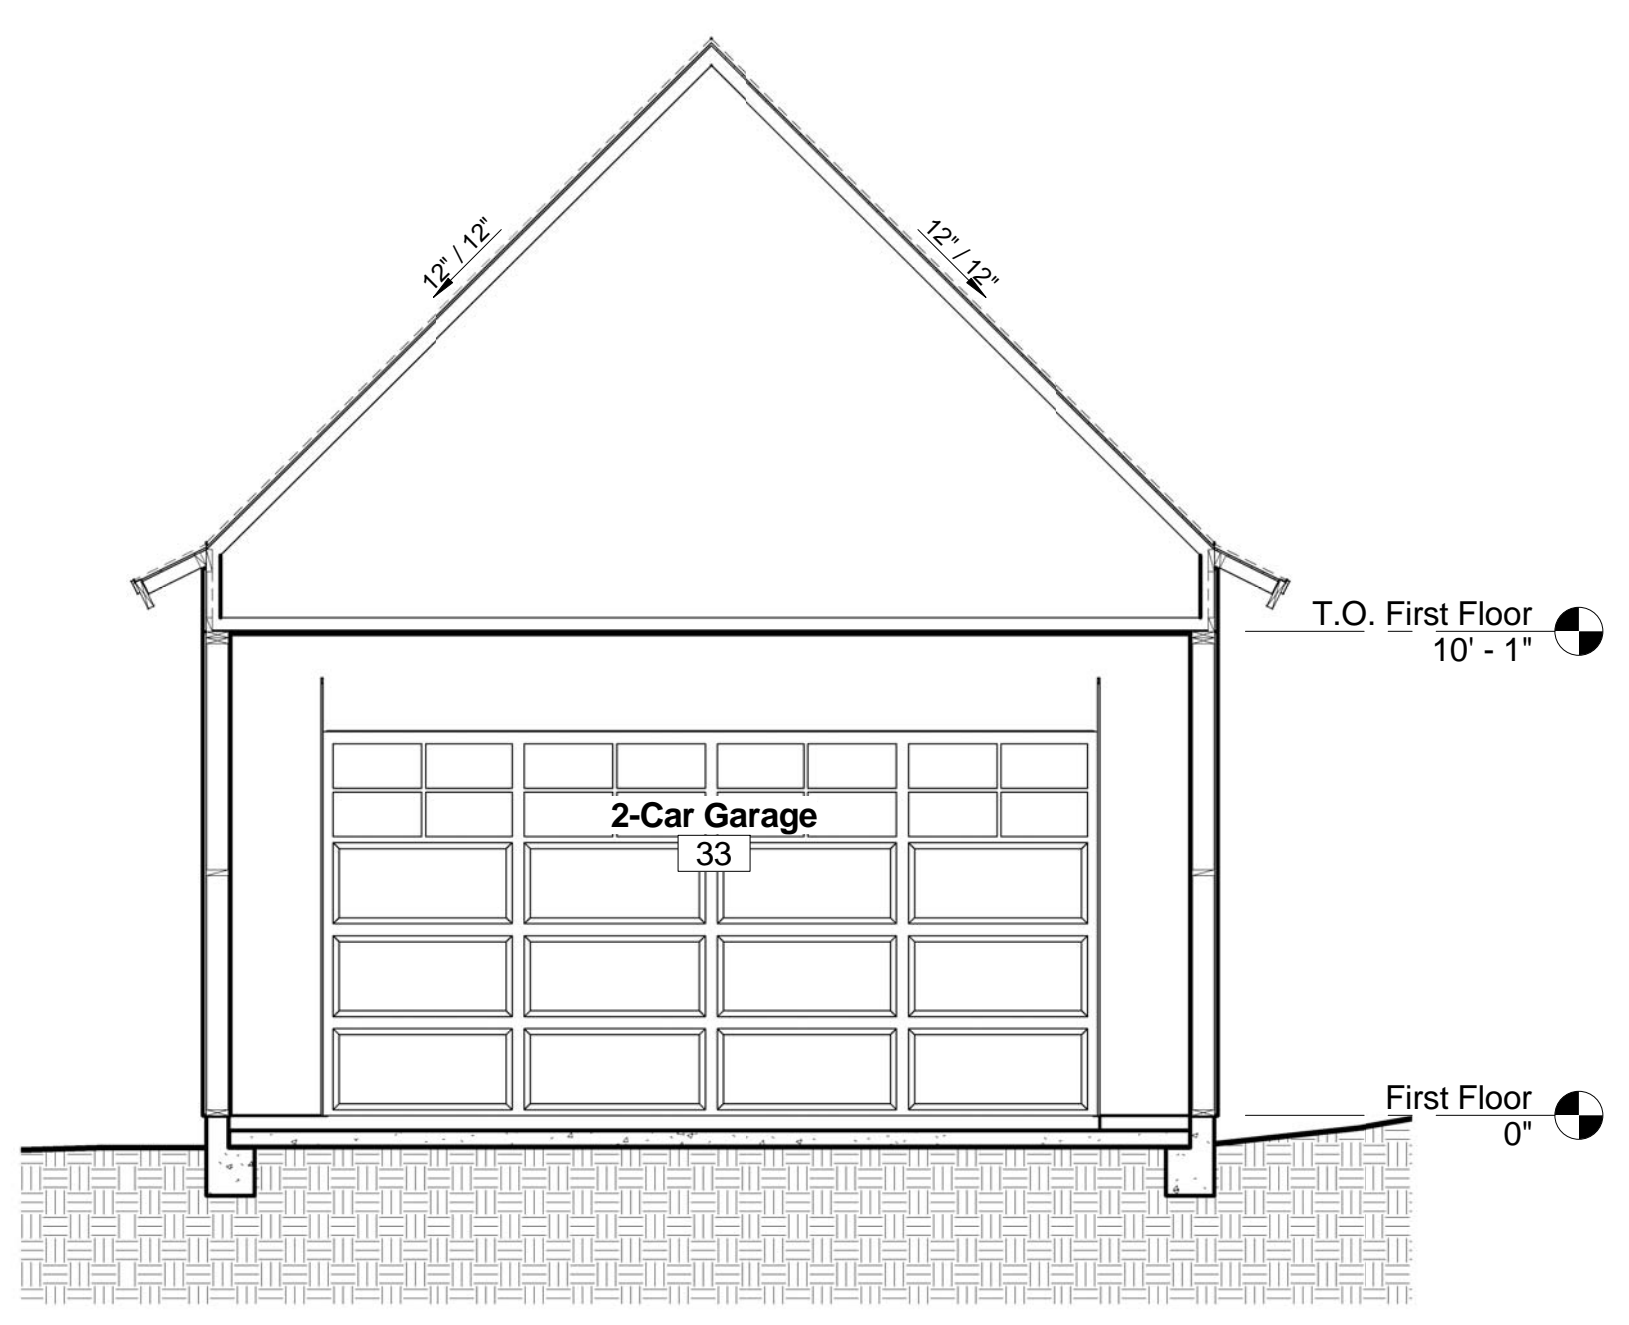 12" / 12"
12" / 12"
T.O. First Floor
10' - 1"
2-Car Garage
33
First Floor
0"